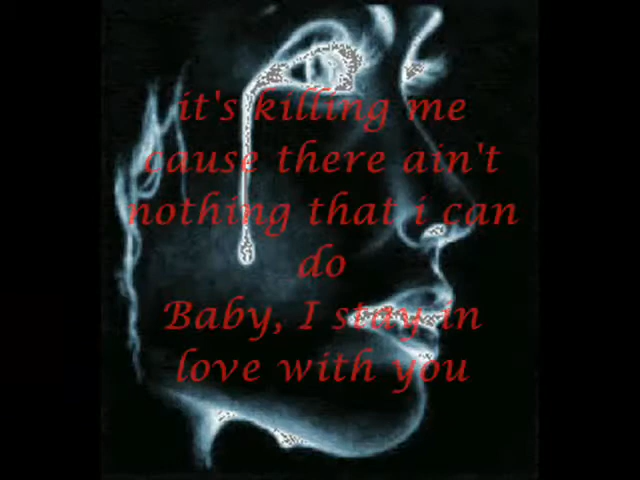 it's killing me
cause there ain't
nothing that i can
do
Baby, I stay in
love with you